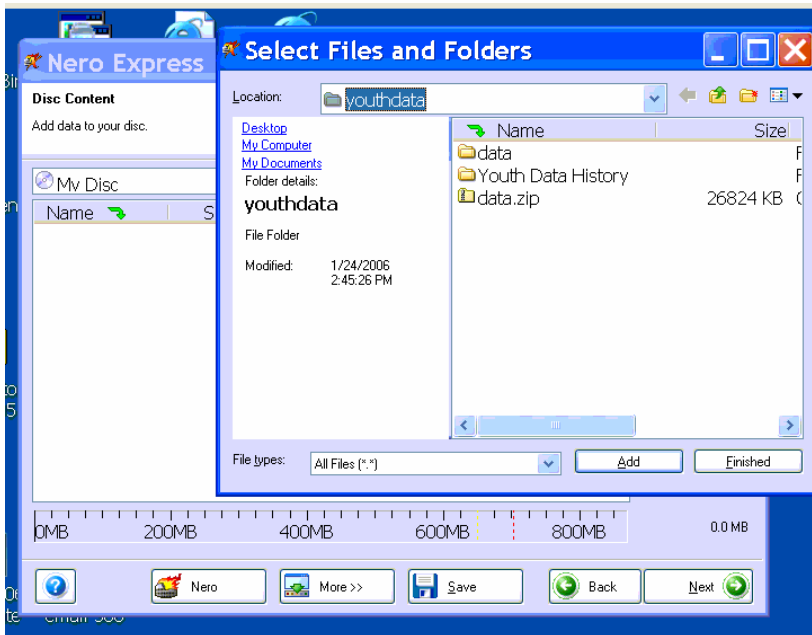 Nero Express
Select Files and Folders
Disc Content
Add data to your disc.
My Disc
Name S
Location: youthdata
Desktop
My Computer
My Documents
Folder details:
youthdata
File Folder
Modified: 1/24/2006
2:45:26 PM
Name Size
data F
Youth Data History F
data.zip 26824 KB
File types: All Files (*.*) Add Finished
0MB 200MB 400MB 600MB 800MB 0.0 MB
Nero More >> Save Back Next